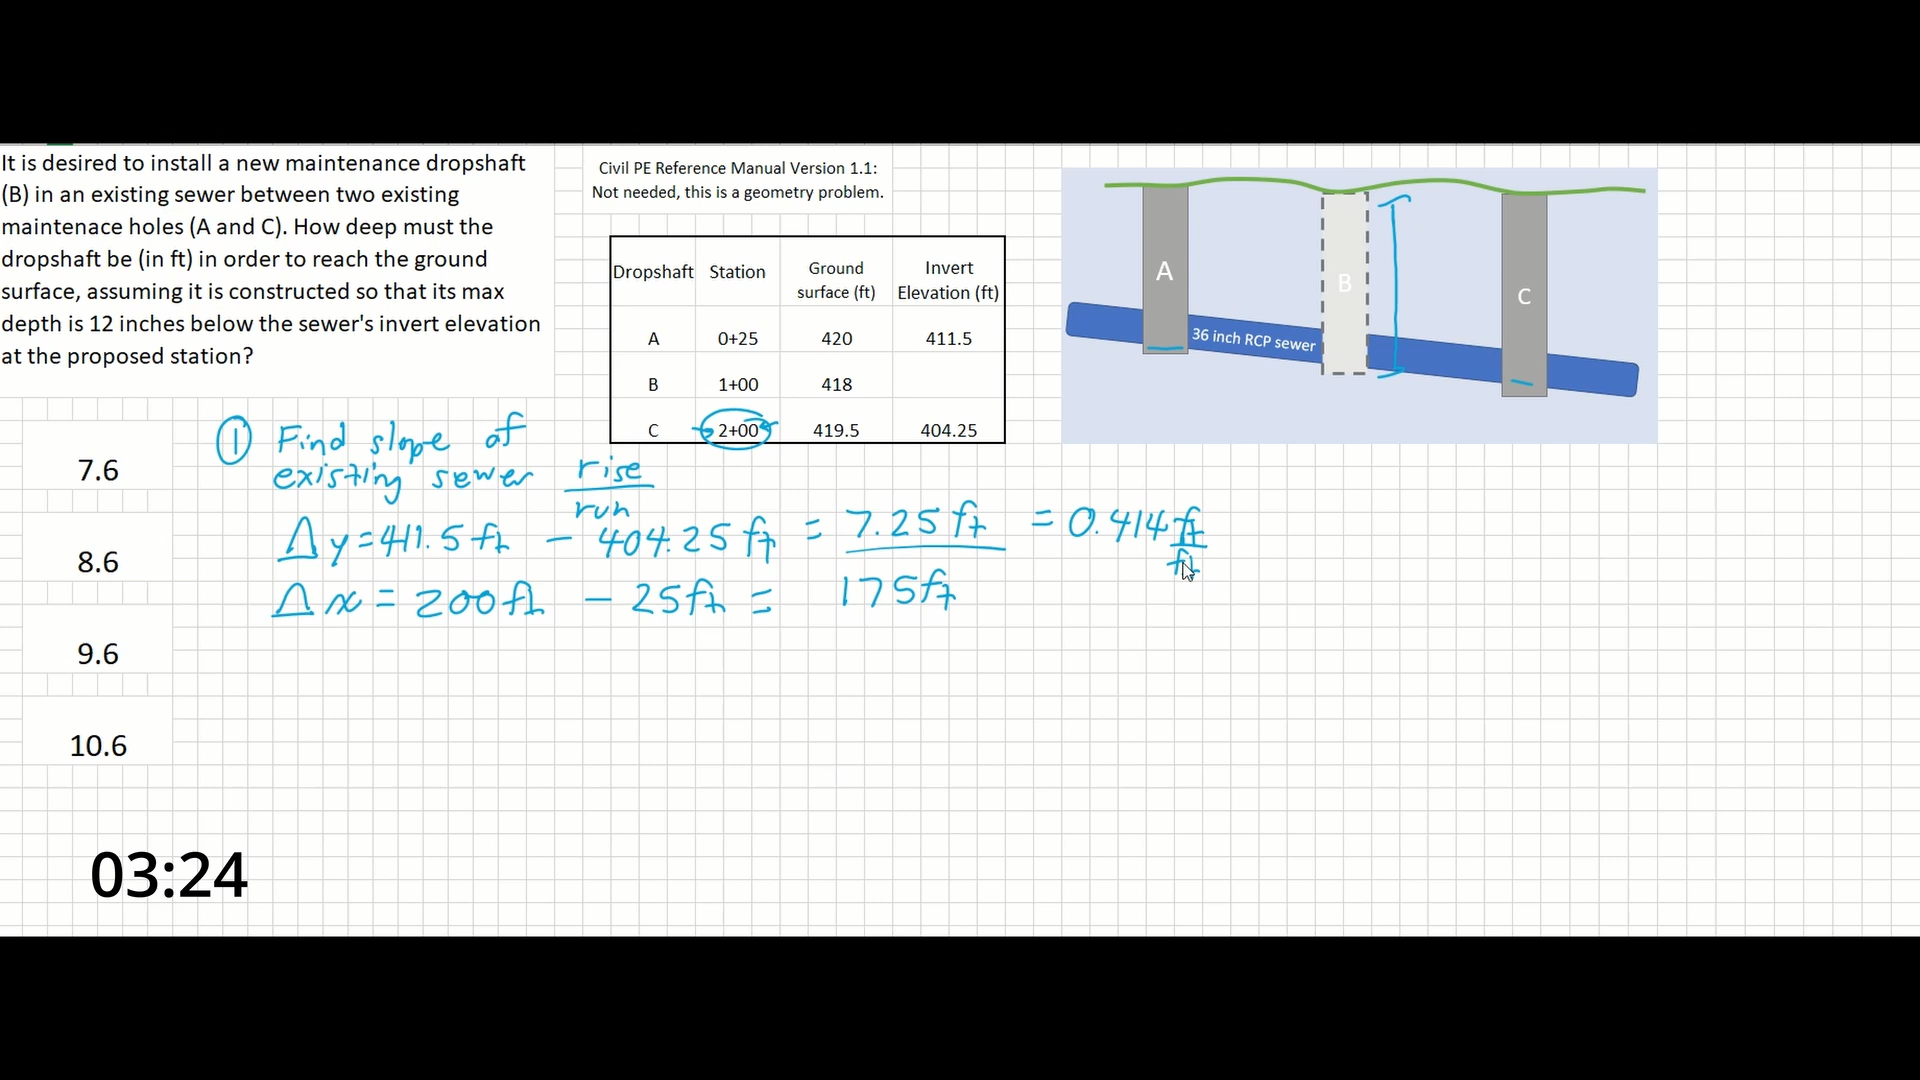 It is desired to install a new maintenance dropshaft
(B) in an existing sewer between two existing
maintenace holes (A and C). How deep must the
dropshaft be (in ft) in order to reach the ground
surface, assuming it is constructed so that its max
depth is 12 inches below the sewer's invert elevation
at the proposed station?
Civil PE Reference Manual Version 1.1:
Not needed, this is a geometry problem.
Dropshaft Station Ground surface (ft) Invert Elevation (ft)
A 0+25 420 411.5
B 1+00 418
C 2+00 419.5 404.25
A
B
C
36 inch RCP sewer
7.6
8.6
9.6
10.6
① Find slope of
existing sewer rise
run
Δy = 411.5 ft - 404.25 ft = 7.25 ft = 0.414 ft
ft
Δx = 200 ft - 25 ft = 175 ft
03:24